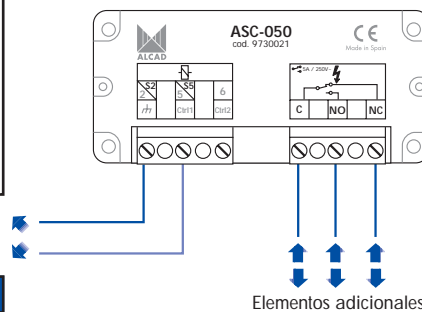 ALCAD
ASC-050
cod. 9730021
CE
Made in Spain
5A / 250V~
S2 S5
2 5 6
Ctrl1 Ctrl2
C NO NC
Elementos adicionales